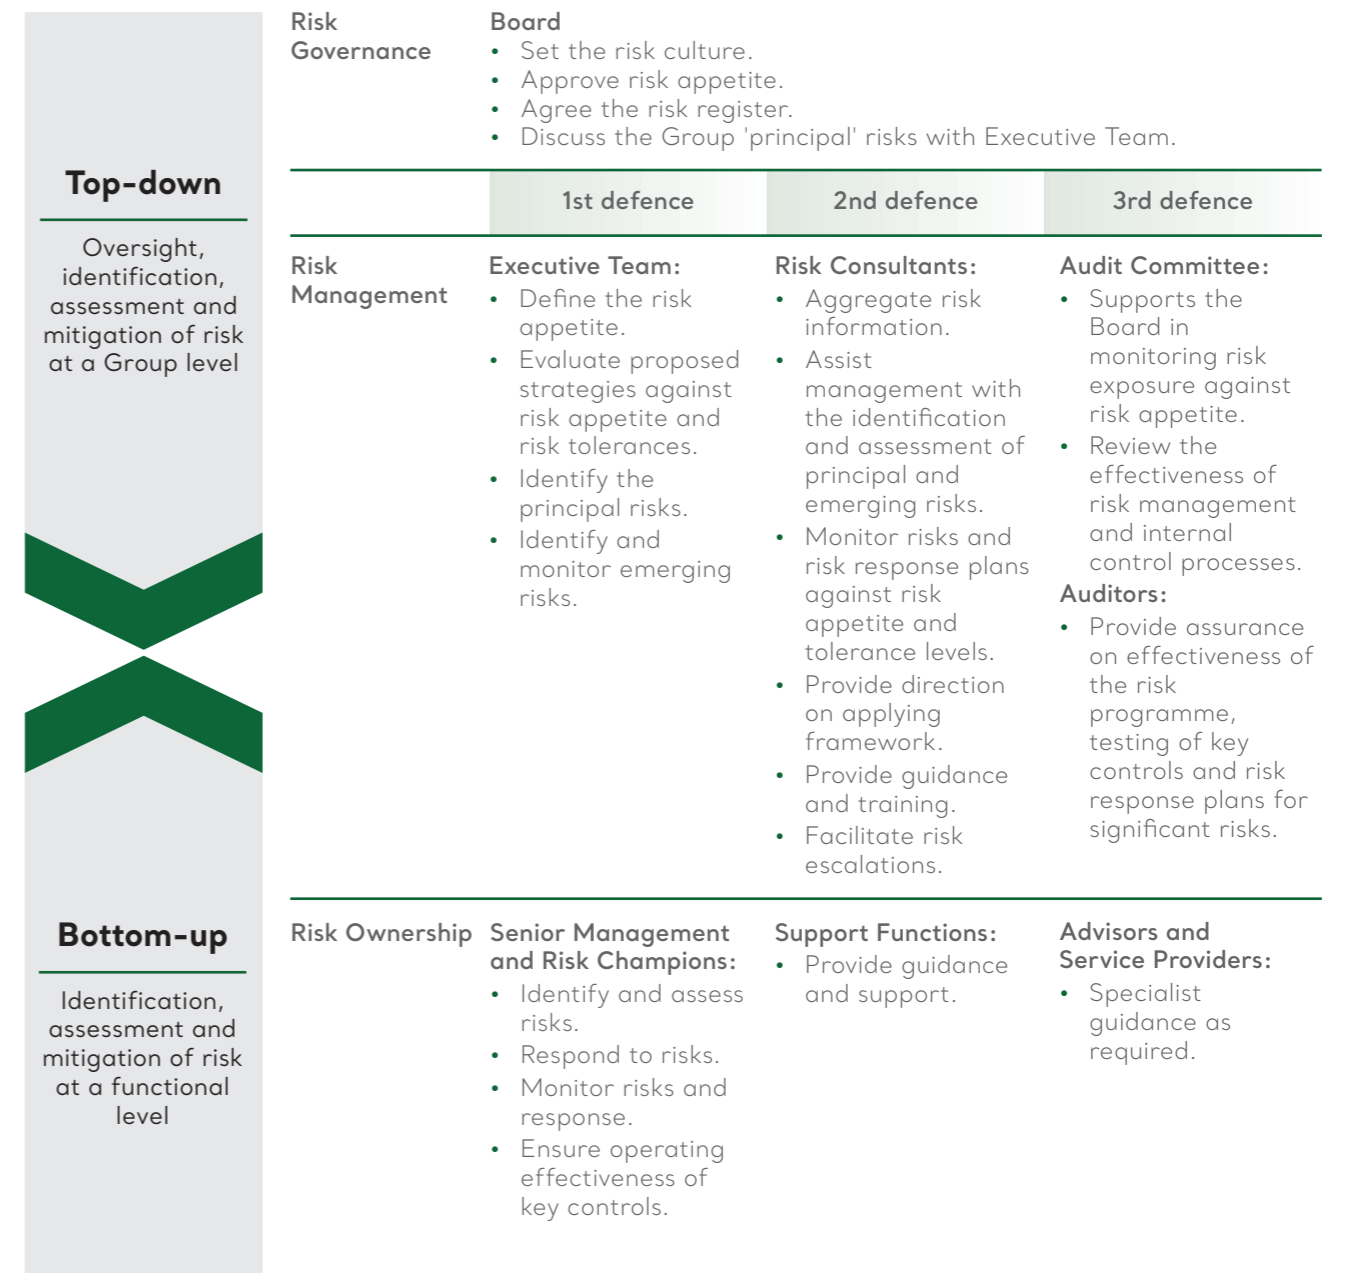 Top-down
Oversight,
identification,
assessment and
mitigation of risk
at a Group level
Bottom-up
Identification,
assessment and
mitigation of risk
at a functional
level
Risk
Governance
Board
• Set the risk culture.
• Approve risk appetite.
• Agree the risk register.
• Discuss the Group 'principal' risks with Executive Team.
1st defence
2nd defence
3rd defence
Risk
Management
Executive Team:
• Define the risk
appetite.
• Evaluate proposed
strategies against
risk appetite and
risk tolerances.
• Identify the
principal risks.
• Identify and
monitor emerging
risks.
Risk Consultants:
• Aggregate risk
information.
• Assist
management with
the identification
and assessment of
principal and
emerging risks.
• Monitor risks and
risk response plans
against risk
appetite and
tolerance levels.
• Provide direction
on applying
framework.
• Provide guidance
and training.
• Facilitate risk
escalations.
Audit Committee:
• Supports the
Board in
monitoring risk
exposure against
risk appetite.
• Review the
effectiveness of
risk management
and internal
control processes.
Auditors:
• Provide assurance
on effectiveness of
the risk
programme,
testing of key
controls and risk
response plans for
significant risks.
Risk Ownership
Senior Management
and Risk Champions:
• Identify and assess
risks.
• Respond to risks.
• Monitor risks and
response.
• Ensure operating
effectiveness of
key controls.
Support Functions:
• Provide guidance
and support.
Advisors and
Service Providers:
• Specialist
guidance as
required.